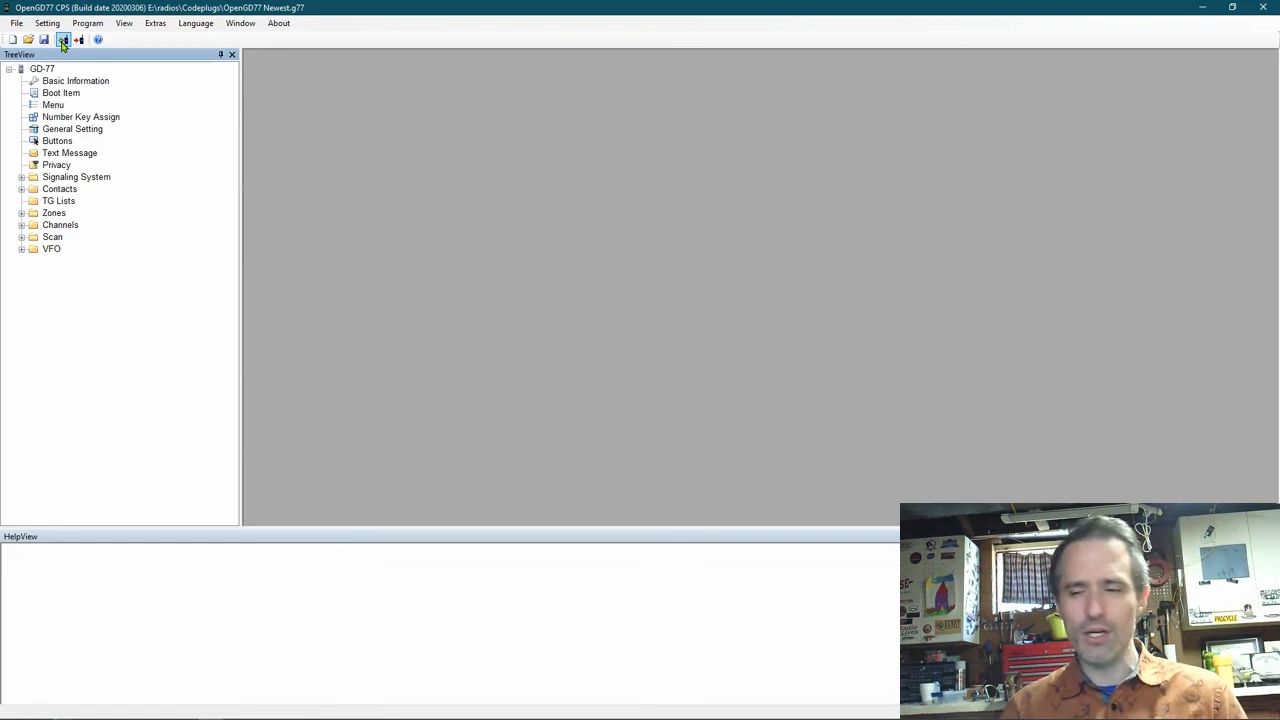 OpenGD77 CPS (Build date 20200306) E:\radios\Codeplugs\OpenGD77 Newest.g77
File Setting Program View Extras Language Window About
TreeView
GD-77
Basic Information
Boot Item
Menu
Number Key Assign
General Setting
Buttons
Text Message
Privacy
Signaling System
Contacts
TG Lists
Zones
Channels
Scan
VFO
HelpView
PROCYCLE